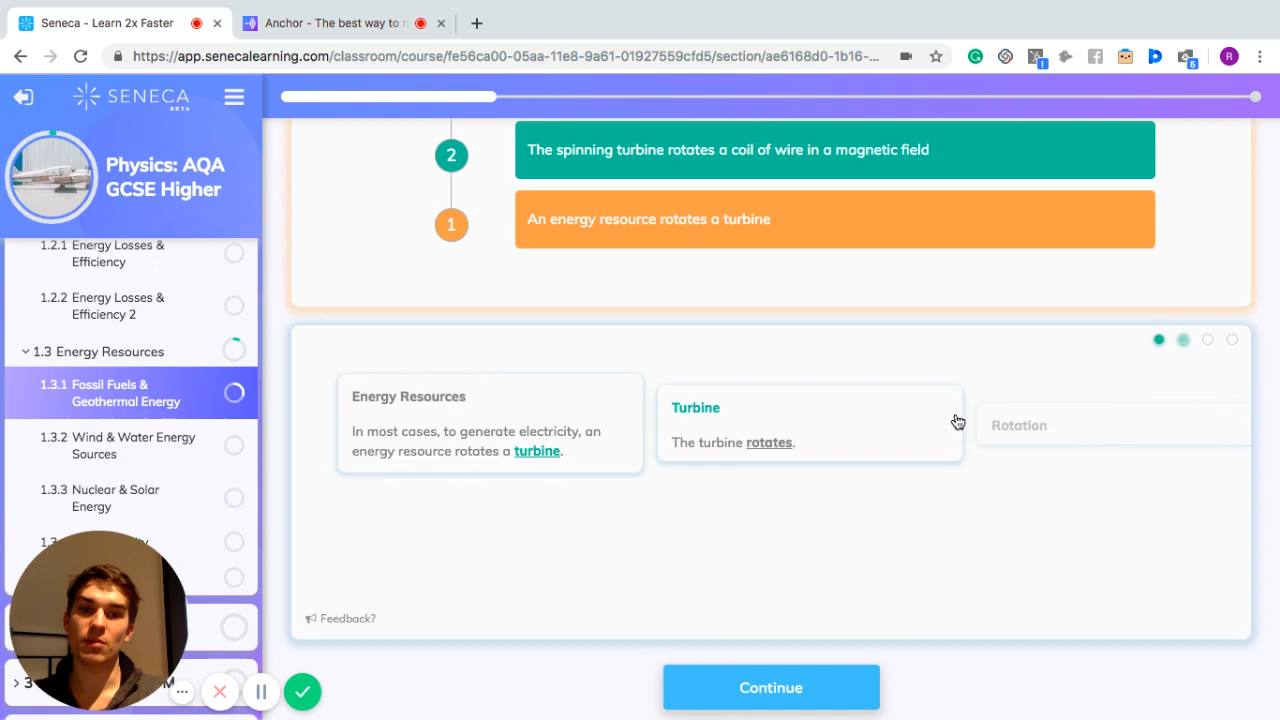 Seneca - Learn 2x Faster
Anchor - The best way to m
https://app.senecalearning.com/classroom/course/fe56ca00-05aa-11e8-9a61-01927559cfd5/section/ae6168d0-1b16-...
1
5
R
SENECA
BETA
Physics: AQA
GCSE Higher
1.2.1 Energy Losses &
Efficiency
1.2.2 Energy Losses &
Efficiency 2
1.3 Energy Resources
1.3.1 Fossil Fuels &
Geothermal Energy
1.3.2 Wind & Water Energy
Sources
1.3.3 Nuclear & Solar
Energy
3
2
The spinning turbine rotates a coil of wire in a magnetic field
1
An energy resource rotates a turbine
Energy Resources
In most cases, to generate electricity, an
energy resource rotates a turbine.
Turbine
The turbine rotates.
Rotation
Feedback?
Continue